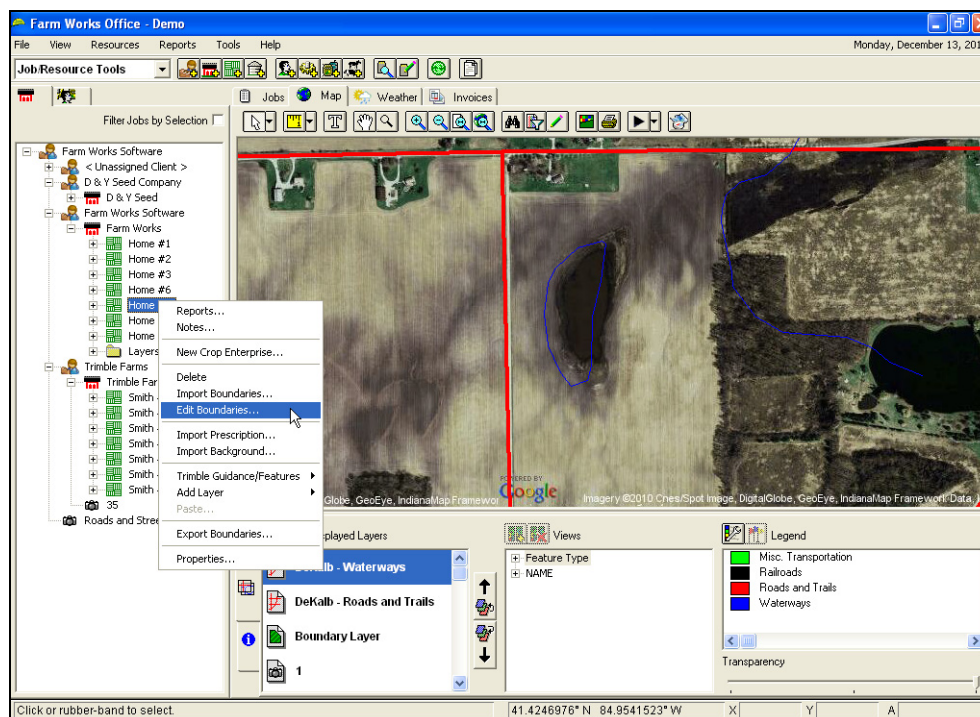 Farm Works Office - Demo
File View Resources Reports Tools Help
Monday, December 13, 201
Job/Resource Tools
Jobs Map Weather Invoices
Filter Jobs by Selection
Farm Works Software
< Unassigned Client >
D & Y Seed Company
D & Y Seed
Farm Works Software
Farm Works
Home #1
Home #2
Home #3
Home #6
Home
Home
Home
Layers
Trimble Farms
Trimble Far
Smith
Smith
Smith
Smith
Smith
Smith
Smith
35
Roads and Stre
Reports...
Notes...
New Crop Enterprise...
Delete
Import Boundaries...
Edit Boundaries...
Import Prescription...
Import Background...
Trimble Guidance/Features
Add Layer
Paste...
Export Boundaries...
Properties...
POWERED BY
Google
Globe, GeoEye, IndianaMap Framewor
Imagery ©2010 Cnes/Spot Image, DigitalGlobe, GeoEye, IndianaMap Framework Data,
played Layers
DeKalb - Waterways
DeKalb - Roads and Trails
Boundary Layer
1
Views
Feature Type
NAME
Legend
Misc. Transportation
Railroads
Roads and Trails
Waterways
Transparency
Click or rubber-band to select.
41.4246976° N 84.9541523° W X Y A